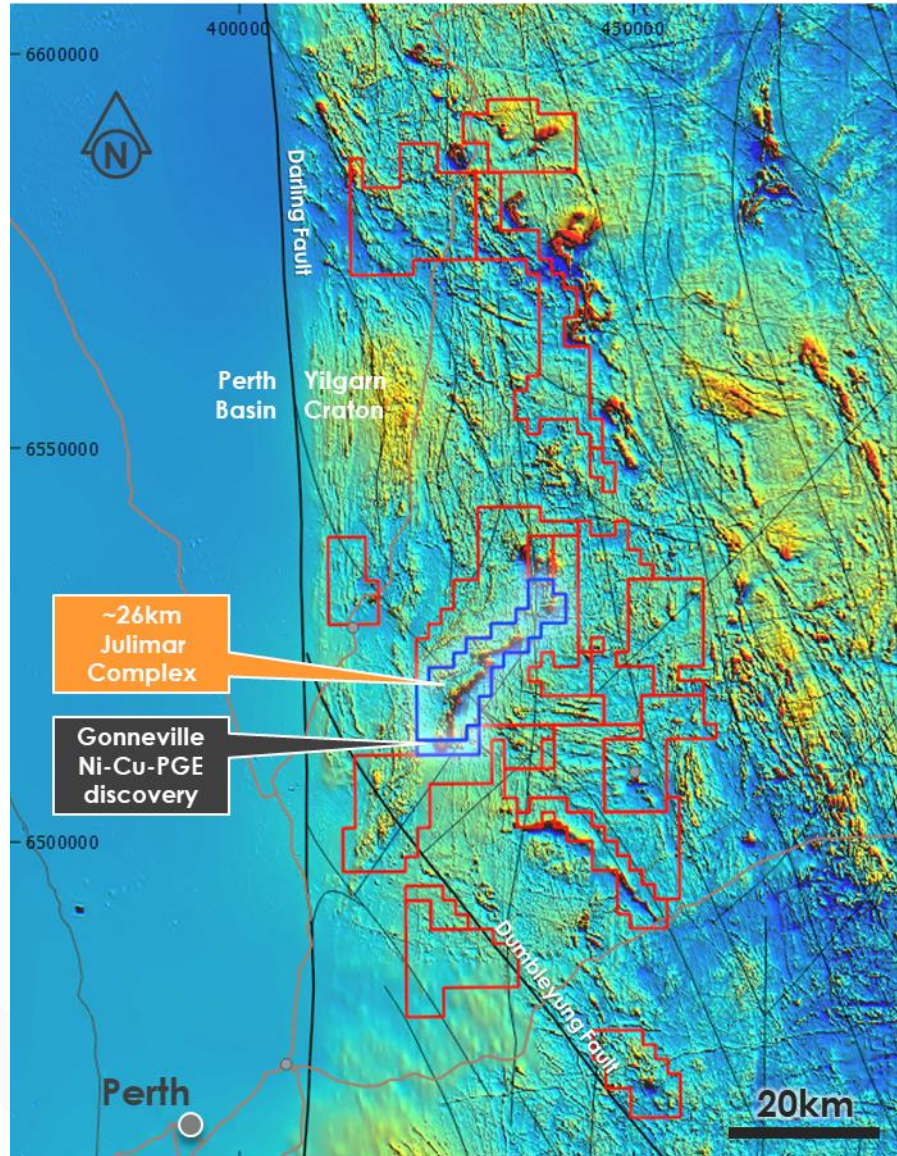 400000
450000
6600000
N
Darling Fault
Perth
Basin
Yilgarn
Craton
6550000
~26km
Julimar
Complex
Gonneville
Ni-Cu-PGE
discovery
6500000
Dumbleyung Fault
Perth
20km